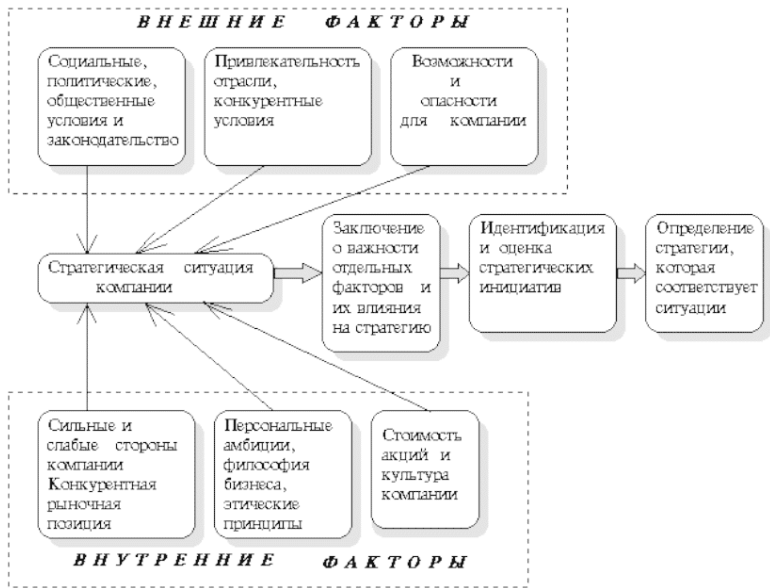 ВНЕШНИЕ ФАКТОРЫ
Социальные,
политические,
общественные
условия и
законодательство
Привлекательность
отрасли,
конкурентные
условия
Возможности
и
опасности
для компании
Стратегическая ситуация
компании
Заключение
о важности
отдельных
факторов и
их влияния
на стратегию
Идентификация
и оценка
стратегических
инициатив
Определение
стратегии,
которая
соответствует
ситуации
Сильные и
слабые стороны
компании
Конкурентная
рыночная
позиция
Персональные
амбиции,
философия
бизнеса,
этические
принципы
Стоимость
акций и
культура
компании
ВНУТРЕННИЕ ФАКТОРЫ